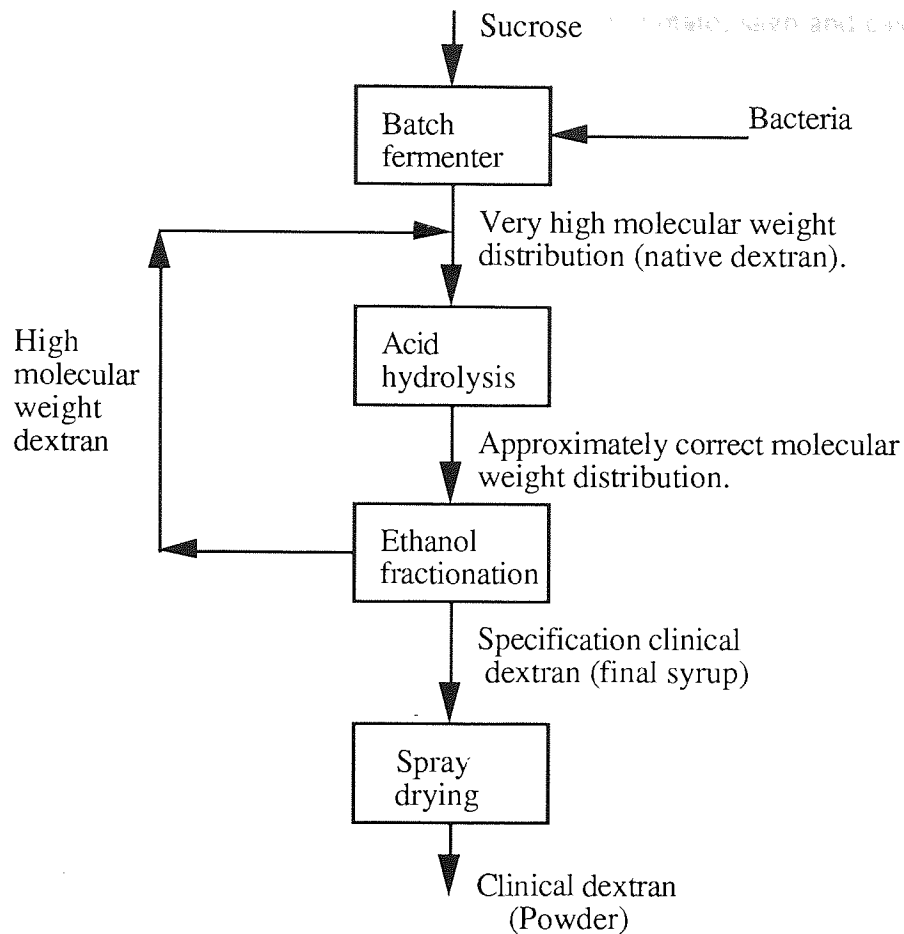 Sucrose
Batch
fermenter
Bacteria
Very high molecular weight
distribution (native dextran).
High
molecular
weight
dextran
Acid
hydrolysis
Approximately correct molecular
weight distribution.
Ethanol
fractionation
Specification clinical
dextran (final syrup)
Spray
drying
Clinical dextran
(Powder)